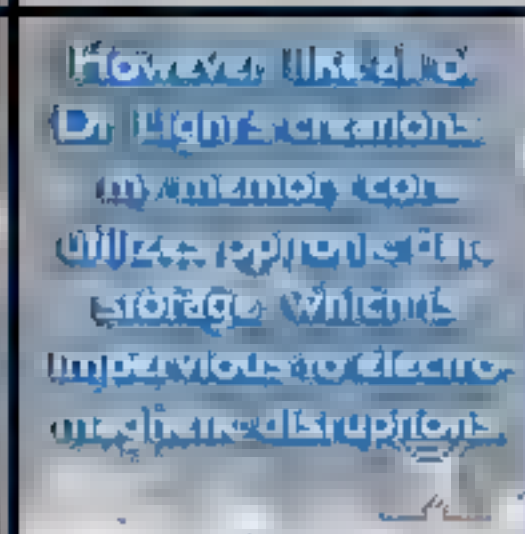 However
Dr Light's creations
my memory core
utilizes
storage which is
impervious to electro-
magnetic disruptions.